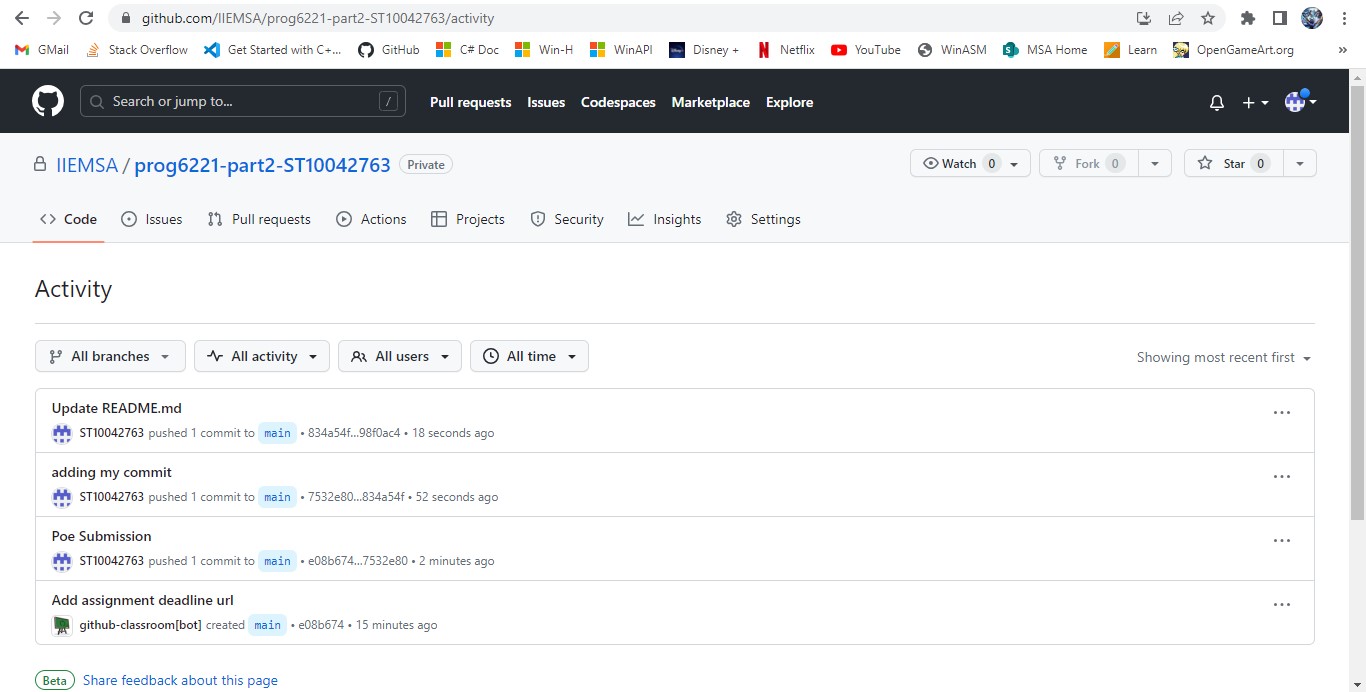 github.com/IIEMSA/prog6221-part2-ST10042763/activity
GMail Stack Overflow Get Started with C+... GitHub C# Doc Win-H WinAPI Disney + Netflix YouTube WinASM MSA Home Learn OpenGameArt.org »
Search or jump to... / Pull requests Issues Codespaces Marketplace Explore
IIEMSA / prog6221-part2-ST10042763 Private Watch 0 Fork 0 Star 0
Code Issues Pull requests Actions Projects Security Insights Settings
Activity
All branches All activity All users All time Showing most recent first
Update README.md
ST10042763 pushed 1 commit to main • 834a54f...98f0ac4 • 18 seconds ago
adding my commit
ST10042763 pushed 1 commit to main • 7532e80...834a54f • 52 seconds ago
Poe Submission
ST10042763 pushed 1 commit to main • e08b674...7532e80 • 2 minutes ago
Add assignment deadline url
github-classroom[bot] created main • e08b674 • 15 minutes ago
Beta Share feedback about this page